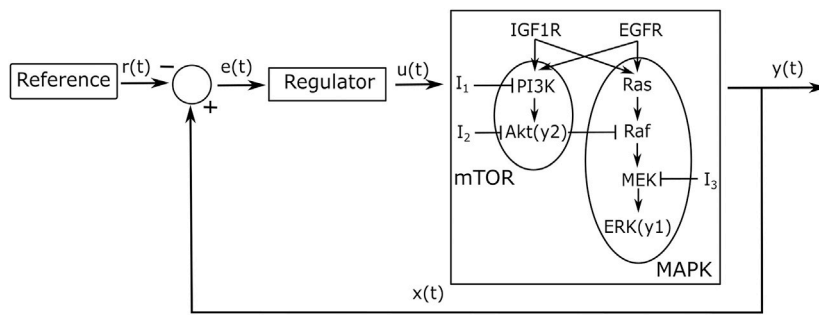 IGF1R EGFR
Reference r(t) − e(t) Regulator u(t) y(t)
+
I₁ PI3K Ras
I₂ Akt(y2) Raf
mTOR MEK I₃
ERK(y1)
MAPK
x(t)